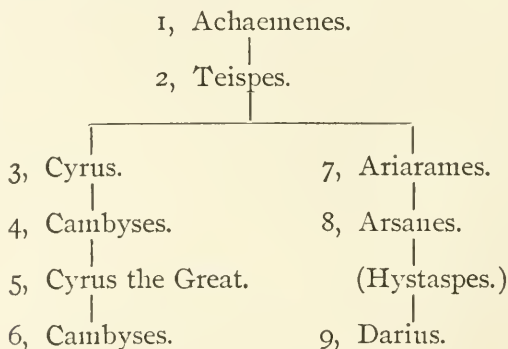 1, Achaemenes.
2, Teispes.
3, Cyrus. 7, Ariarames.
4, Cambyses. 8, Arsanes.
5, Cyrus the Great. (Hystaspes.)
6, Cambyses. 9, Darius.